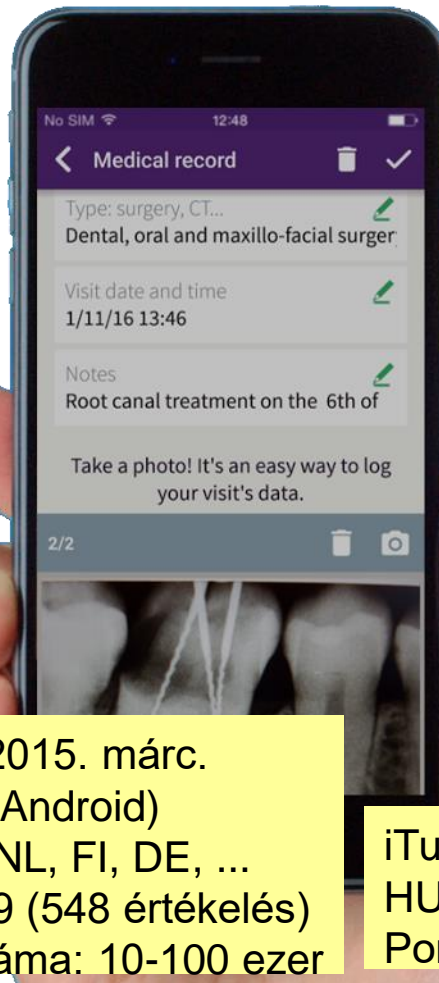 No SIM 12:48
Medical record
Type: surgery, CT...
Dental, oral and maxillo-facial surger
Visit date and time
1/11/16 13:46
Notes
Root canal treatment on the 6th of
Take a photo! It's an easy way to log
your visit's data.
2/2
2015. márc.
Android)
NL, FI, DE, ...
9 (548 értékelés)
áma: 10-100 ezer
iTu
HU
Por